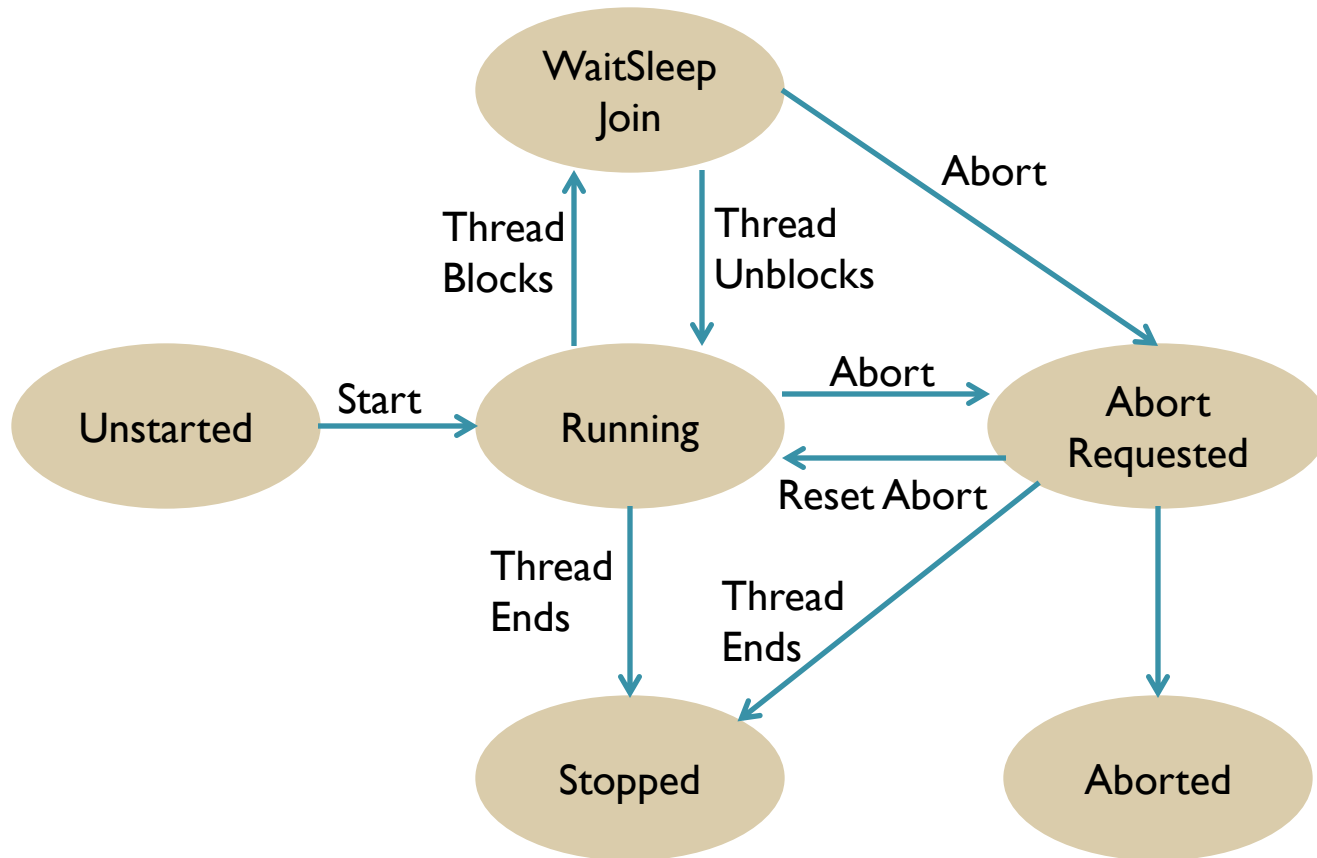 WaitSleep
Join
Abort
Thread
Blocks
Thread
Unblocks
Unstarted
Start
Running
Abort
Reset Abort
Abort
Requested
Thread
Ends
Thread
Ends
Stopped
Aborted